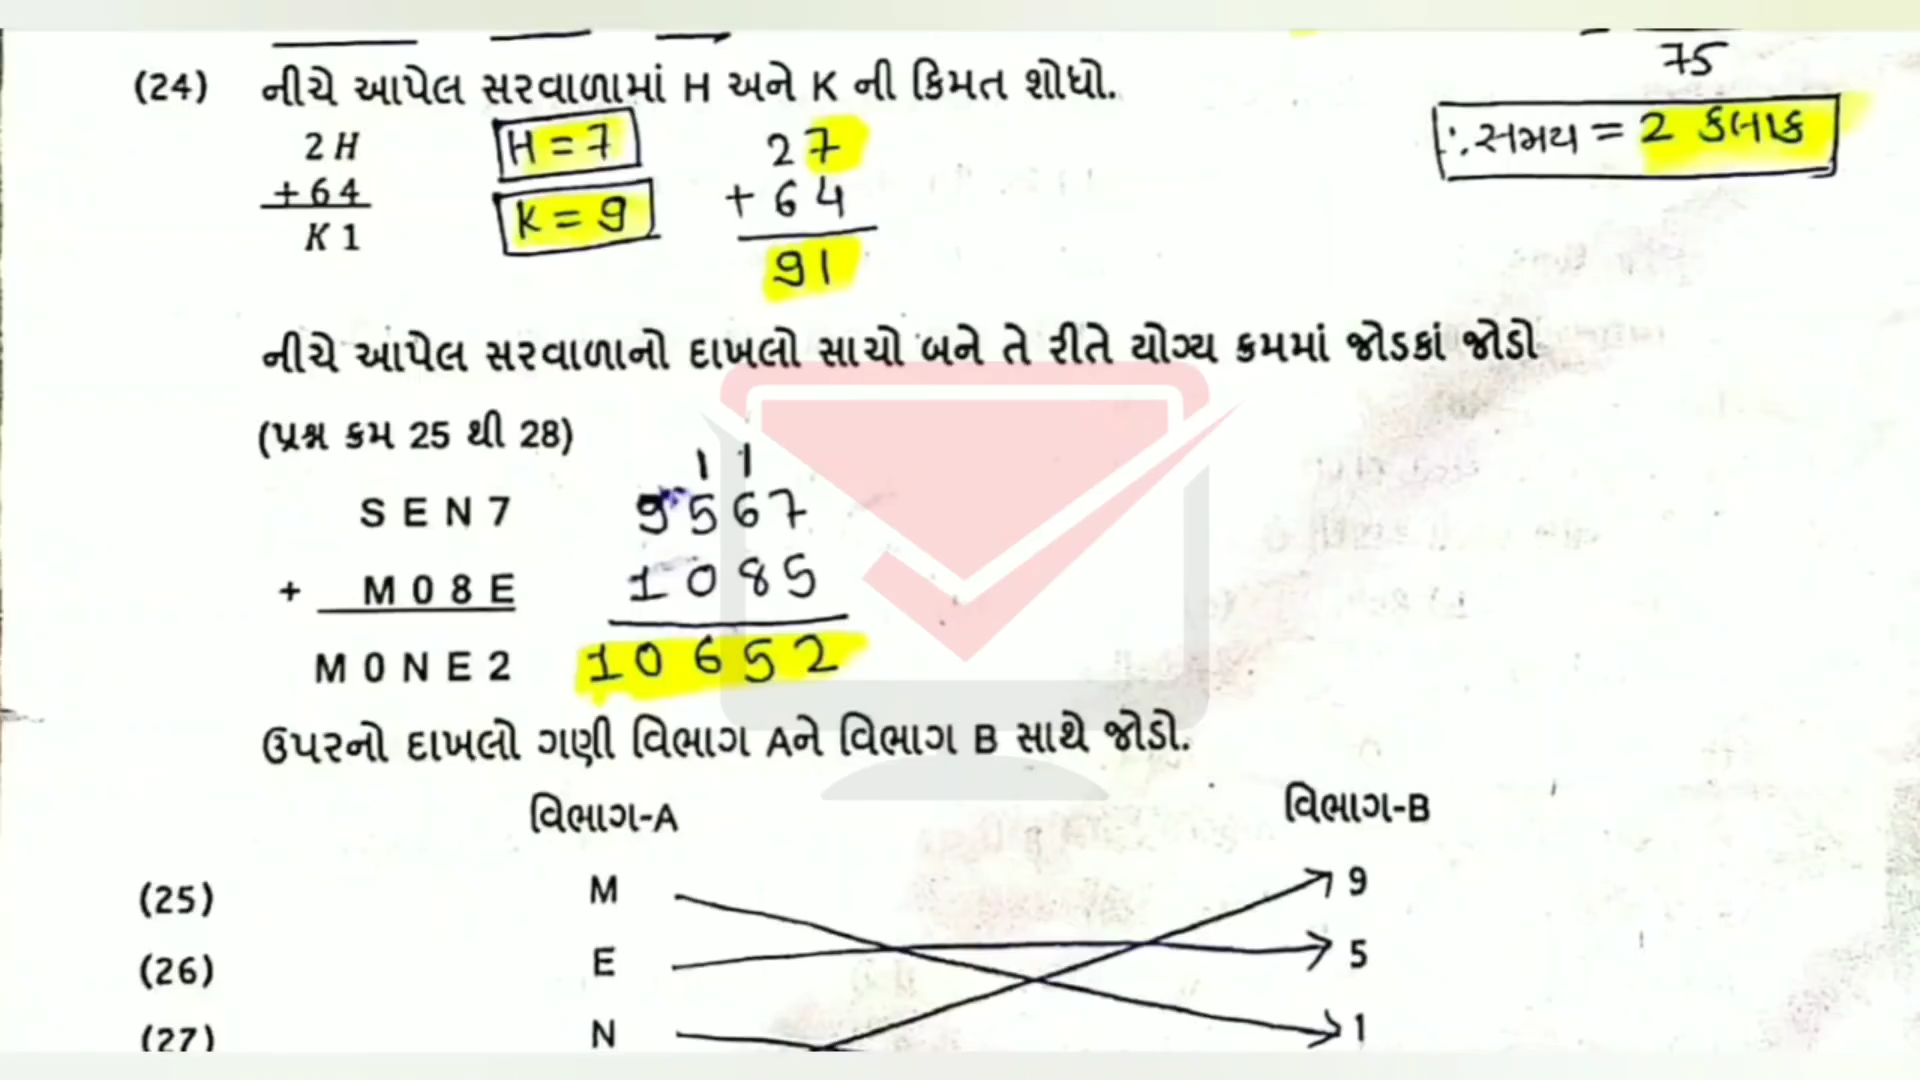 75
(24) નીચે આપેલ સરવાળામાં H અને K ની કિંમત શોધો.
2 H
+ 6 4
K 1
H = 7
K = 9
2 7
+ 6 4
9 1
∴ સમય = 2 કલાક
નીચે આપેલ સરવાળાનો દાખલો સાચો બને તે રીતે યોગ્ય ક્રમમાં જોડકાં જોડો
(પ્રશ્ન ક્રમ 25 થી 28)
1 1
S E N 7 9 5 6 7
+ M 0 8 E 1 0 8 5
M 0 N E 2 1 0 6 5 2
ઉપરનો દાખલો ગણી વિભાગ Aને વિભાગ B સાથે જોડો.
વિભાગ-A વિભાગ-B
(25) M 9
(26) E 5
(27) N 1